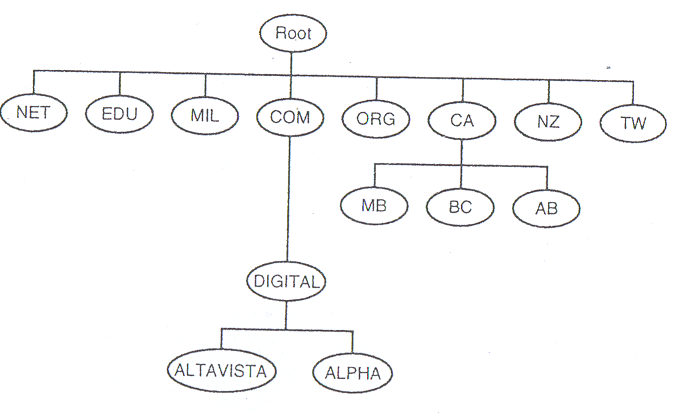 Root
NET EDU MIL COM ORG CA NZ TW
MB BC AB
DIGITAL
ALTAVISTA ALPHA